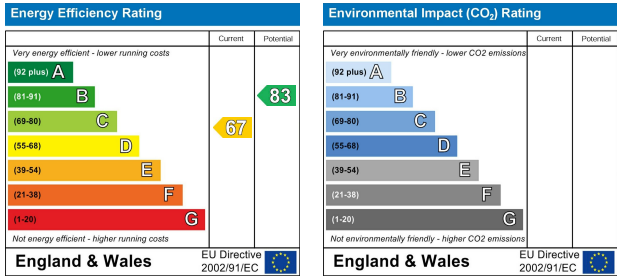 Energy Efficiency Rating
Current Potential
Very energy efficient - lower running costs
(92 plus) A
(81-91) B
83
(69-80) C
67
(55-68) D
(39-54) E
(21-38) F
(1-20) G
Not energy efficient - higher running costs
England & Wales
EU Directive
2002/91/EC
Environmental Impact (CO₂) Rating
Current Potential
Very environmentally friendly - lower CO2 emissions
(92 plus) A
(81-91) B
(69-80) C
(55-68) D
(39-54) E
(21-38) F
(1-20) G
Not environmentally friendly - higher CO2 emissions
England & Wales
EU Directive
2002/91/EC